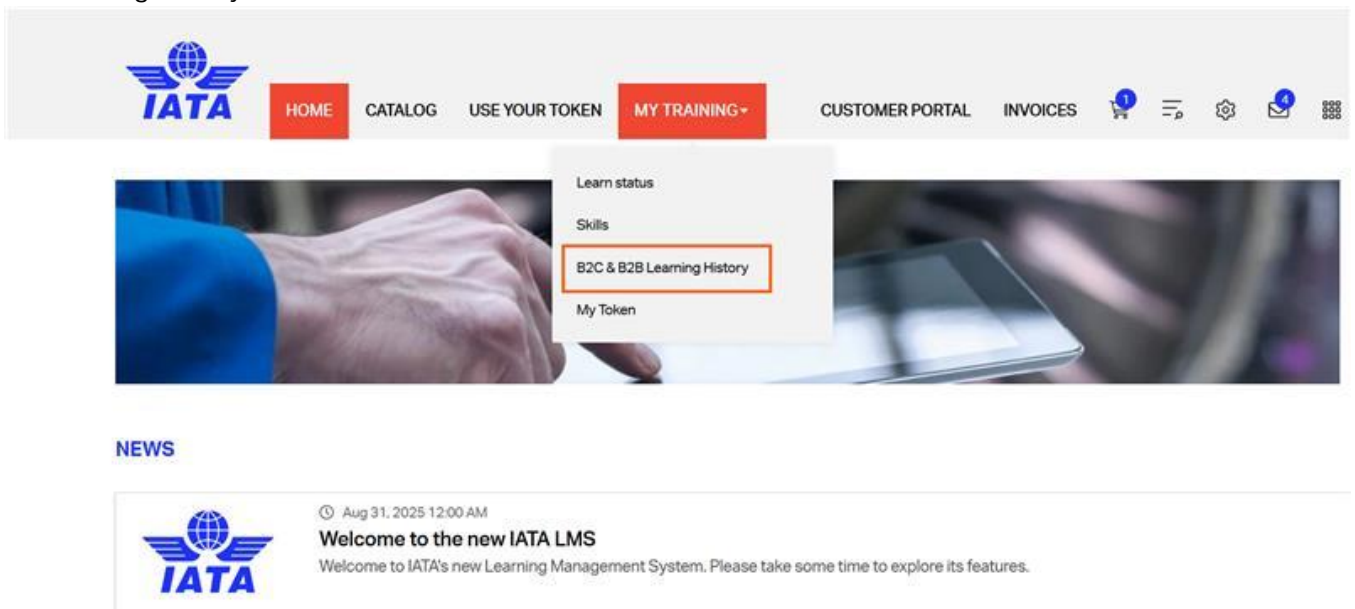 IATA
HOME CATALOG USE YOUR TOKEN MY TRAINING CUSTOMER PORTAL INVOICES 1 4
Learn status
Skills
B2C & B2B Learning History
My Token
NEWS
Aug 31, 2025 12:00 AM
Welcome to the new IATA LMS
Welcome to IATA's new Learning Management System. Please take some time to explore its features.
IATA